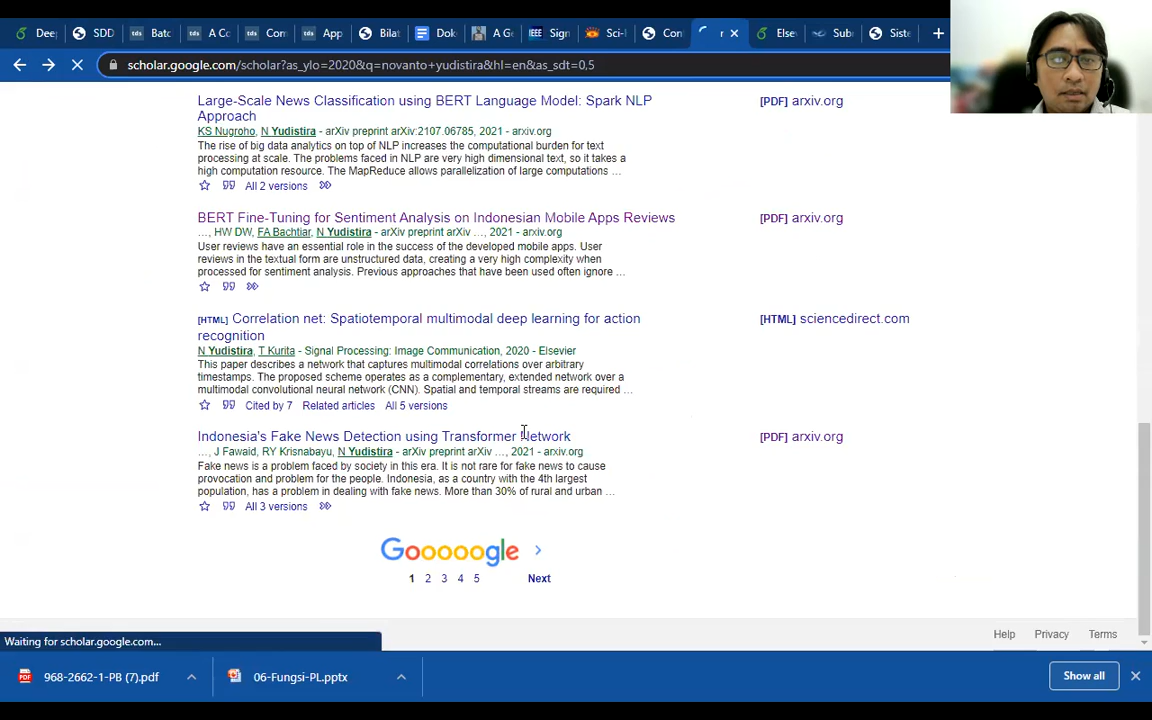 Deep
SDD
tds Batc
tds A Co
tds Com
tds App
Bilat
Dok
A Ge
IEEE Sign
Sci-
Con
r
Else
Sub
Siste
scholar.google.com/scholar?as_ylo=2020&q=novanto+yudistira&hl=en&as_sdt=0,5
Large-Scale News Classification using BERT Language Model: Spark NLP
Approach
[PDF] arxiv.org
KS Nugroho, N Yudistira - arXiv preprint arXiv:2107.06785, 2021 - arxiv.org
The rise of big data analytics on top of NLP increases the computational burden for text
processing at scale. The problems faced in NLP are very high dimensional text, so it takes a
high computation resource. The MapReduce allows parallelization of large computations ...
All 2 versions
BERT Fine-Tuning for Sentiment Analysis on Indonesian Mobile Apps Reviews
[PDF] arxiv.org
..., HW DW, FA Bachtiar, N Yudistira - arXiv preprint arXiv ..., 2021 - arxiv.org
User reviews have an essential role in the success of the developed mobile apps. User
reviews in the textual form are unstructured data, creating a very high complexity when
processed for sentiment analysis. Previous approaches that have been used often ignore ...
[HTML] Correlation net: Spatiotemporal multimodal deep learning for action
recognition
[HTML] sciencedirect.com
N Yudistira, T Kurita - Signal Processing: Image Communication, 2020 - Elsevier
This paper describes a network that captures multimodal correlations over arbitrary
timestamps. The proposed scheme operates as a complementary, extended network over a
multimodal convolutional neural network (CNN). Spatial and temporal streams are required ...
Cited by 7 Related articles All 5 versions
Indonesia's Fake News Detection using Transformer Network
[PDF] arxiv.org
..., J Fawaid, RY Krisnabayu, N Yudistira - arXiv preprint arXiv ..., 2021 - arxiv.org
Fake news is a problem faced by society in this era. It is not rare for fake news to cause
provocation and problem for the people. Indonesia, as a country with the 4th largest
population, has a problem in dealing with fake news. More than 30% of rural and urban ...
All 3 versions
Gooooogle
1 2 3 4 5 Next
Help Privacy Terms
Waiting for scholar.google.com...
968-2662-1-PB (7).pdf
06-Fungsi-PL.pptx
Show all